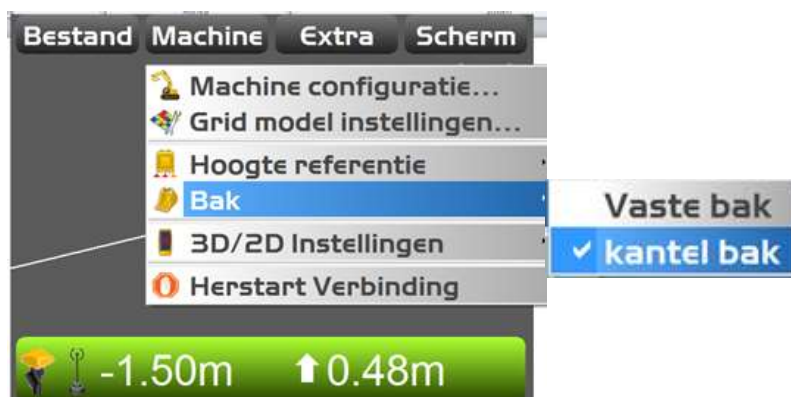 Bestand Machine Extra Scherm
Machine configuratie...
Grid model instellingen...
Hoogte referentie
Bak
Vaste bak
kantel bak
3D/2D Instellingen
Herstart Verbinding
-1.50m 0.48m